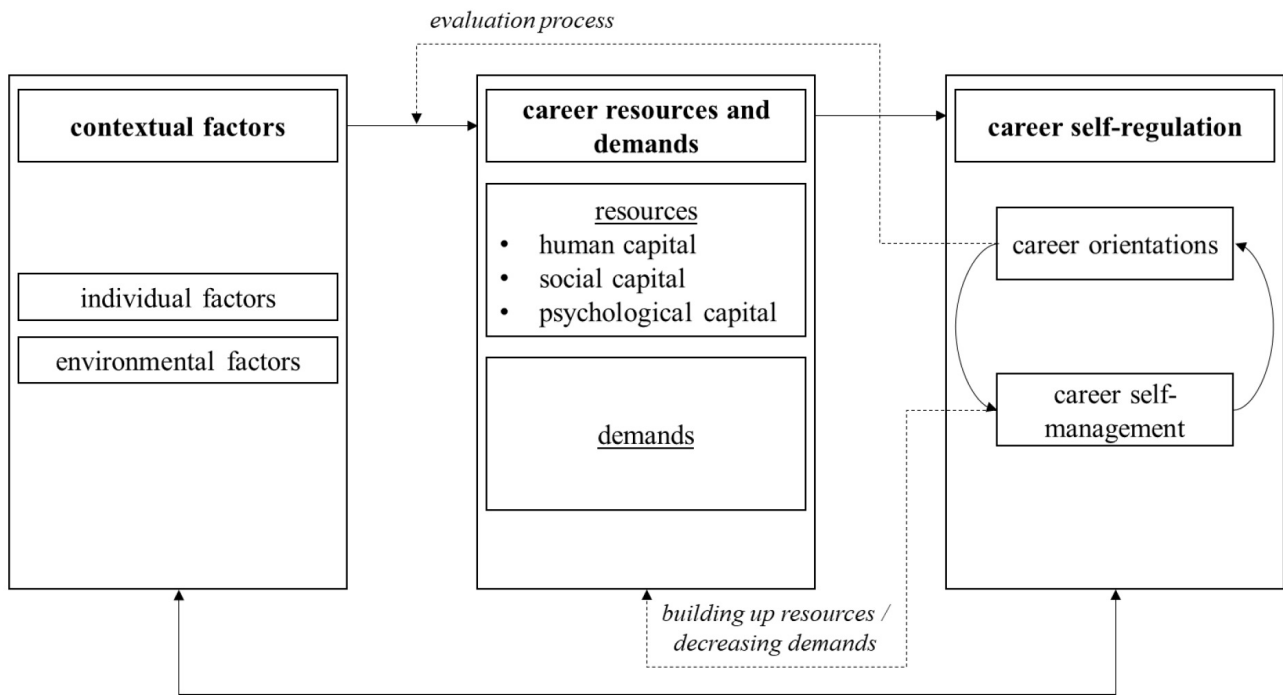 evaluation process
contextual factors
individual factors
environmental factors
career resources and
demands
resources
• human capital
• social capital
• psychological capital
demands
career self-regulation
career orientations
career self-
management
building up resources /
decreasing demands